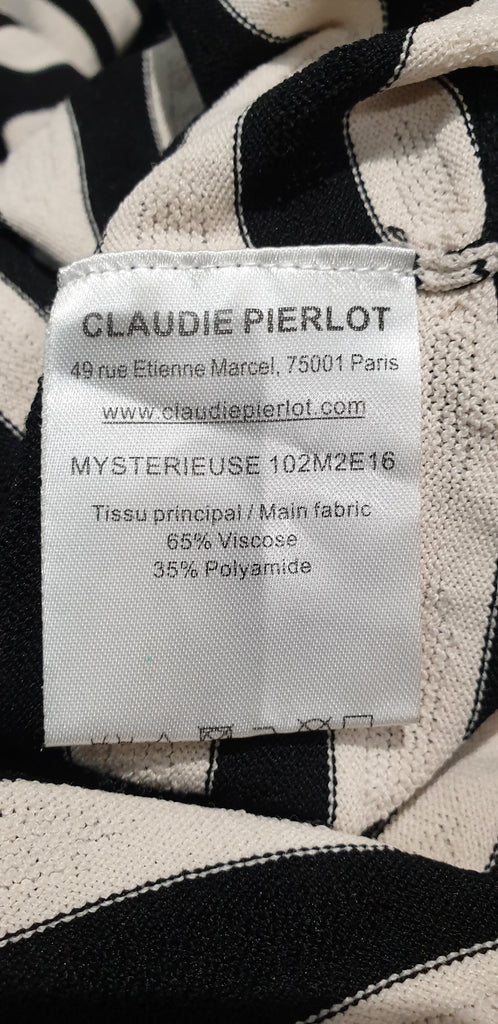 CLAUDIE PIERLOT
49 rue Etienne Marcel, 75001 Paris
www.claudiepierlot.com
MYSTERIEUSE 102M2E16
Tissu principal / Main fabric
65% Viscose
35% Polyamide